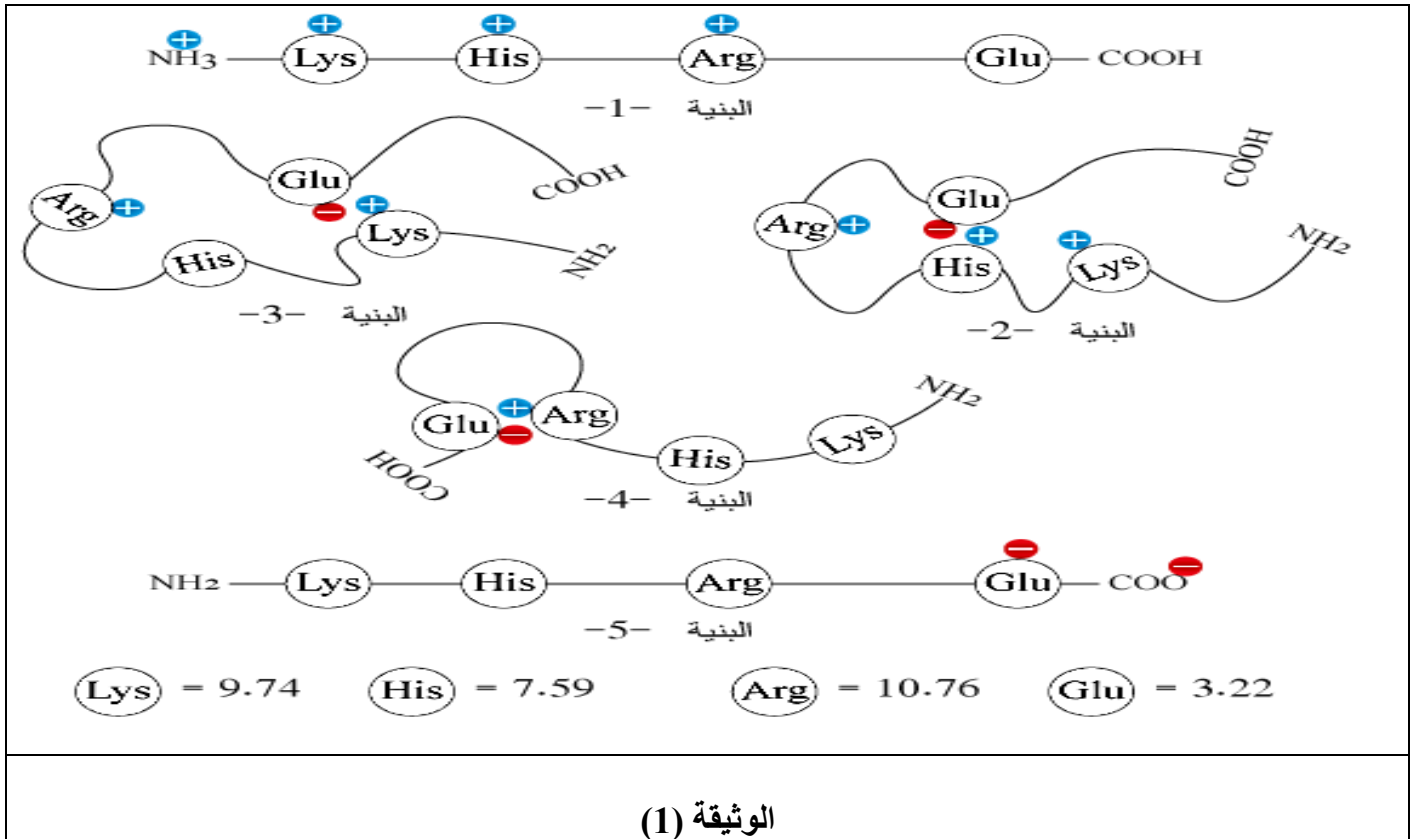 NH3 Lys His Arg Glu COOH
البنية -1-
Arg Glu COOH
His Lys NH2
البنية -3-
Arg Glu COOH
His Lys NH2
البنية -2-
Glu Arg His Lys NH2
COOH
البنية -4-
NH2 Lys His Arg Glu COO
البنية -5-
Lys = 9.74 His = 7.59 Arg = 10.76 Glu = 3.22
الوثيقة (1)